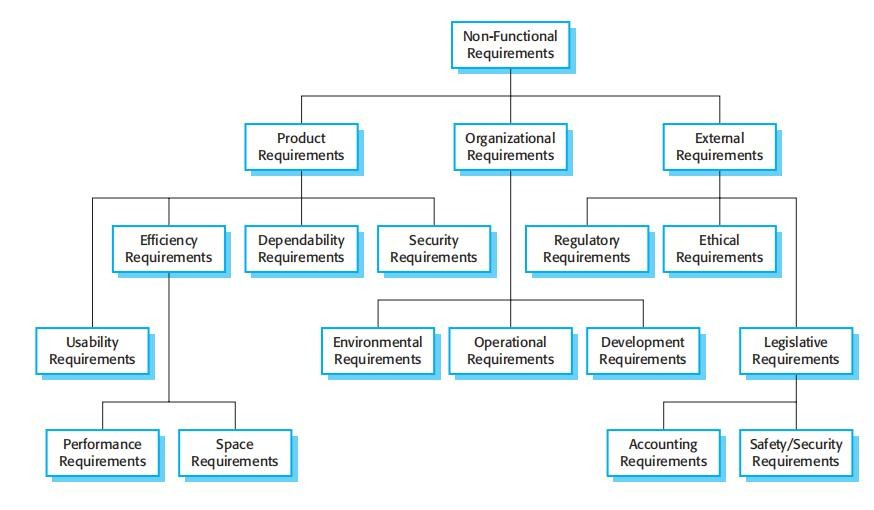 Non-Functional
Requirements
Product
Requirements
Organizational
Requirements
External
Requirements
Efficiency
Requirements
Dependability
Requirements
Security
Requirements
Regulatory
Requirements
Ethical
Requirements
Usability
Requirements
Environmental
Requirements
Operational
Requirements
Development
Requirements
Legislative
Requirements
Performance
Requirements
Space
Requirements
Accounting
Requirements
Safety/Security
Requirements